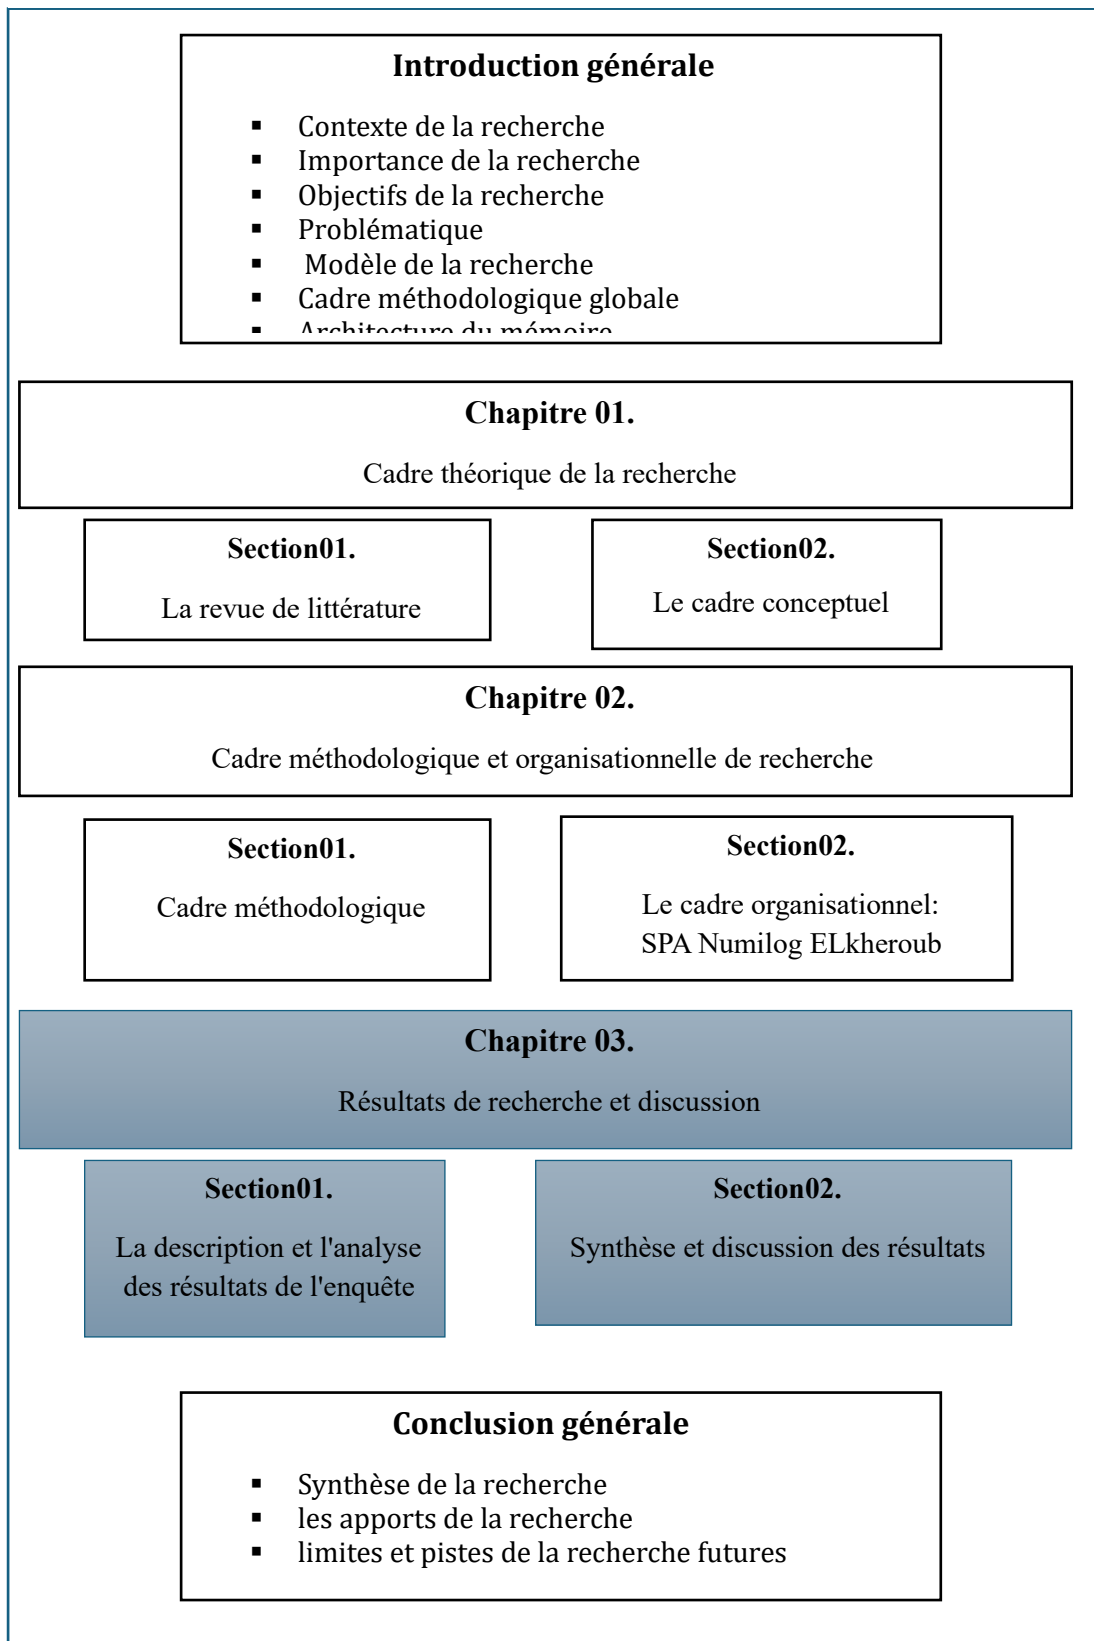 Introduction générale
▪ Contexte de la recherche
▪ Importance de la recherche
▪ Objectifs de la recherche
▪ Problématique
▪ Modèle de la recherche
▪ Cadre méthodologique globale
▪ Architecture du mémoire
Chapitre 01.
Cadre théorique de la recherche
Section01.
La revue de littérature
Section02.
Le cadre conceptuel
Chapitre 02.
Cadre méthodologique et organisationnelle de recherche
Section01.
Cadre méthodologique
Section02.
Le cadre organisationnel:
SPA Numilog ELkheroub
Chapitre 03.
Résultats de recherche et discussion
Section01.
La description et l'analyse
des résultats de l'enquête
Section02.
Synthèse et discussion des résultats
Conclusion générale
▪ Synthèse de la recherche
▪ les apports de la recherche
▪ limites et pistes de la recherche futures